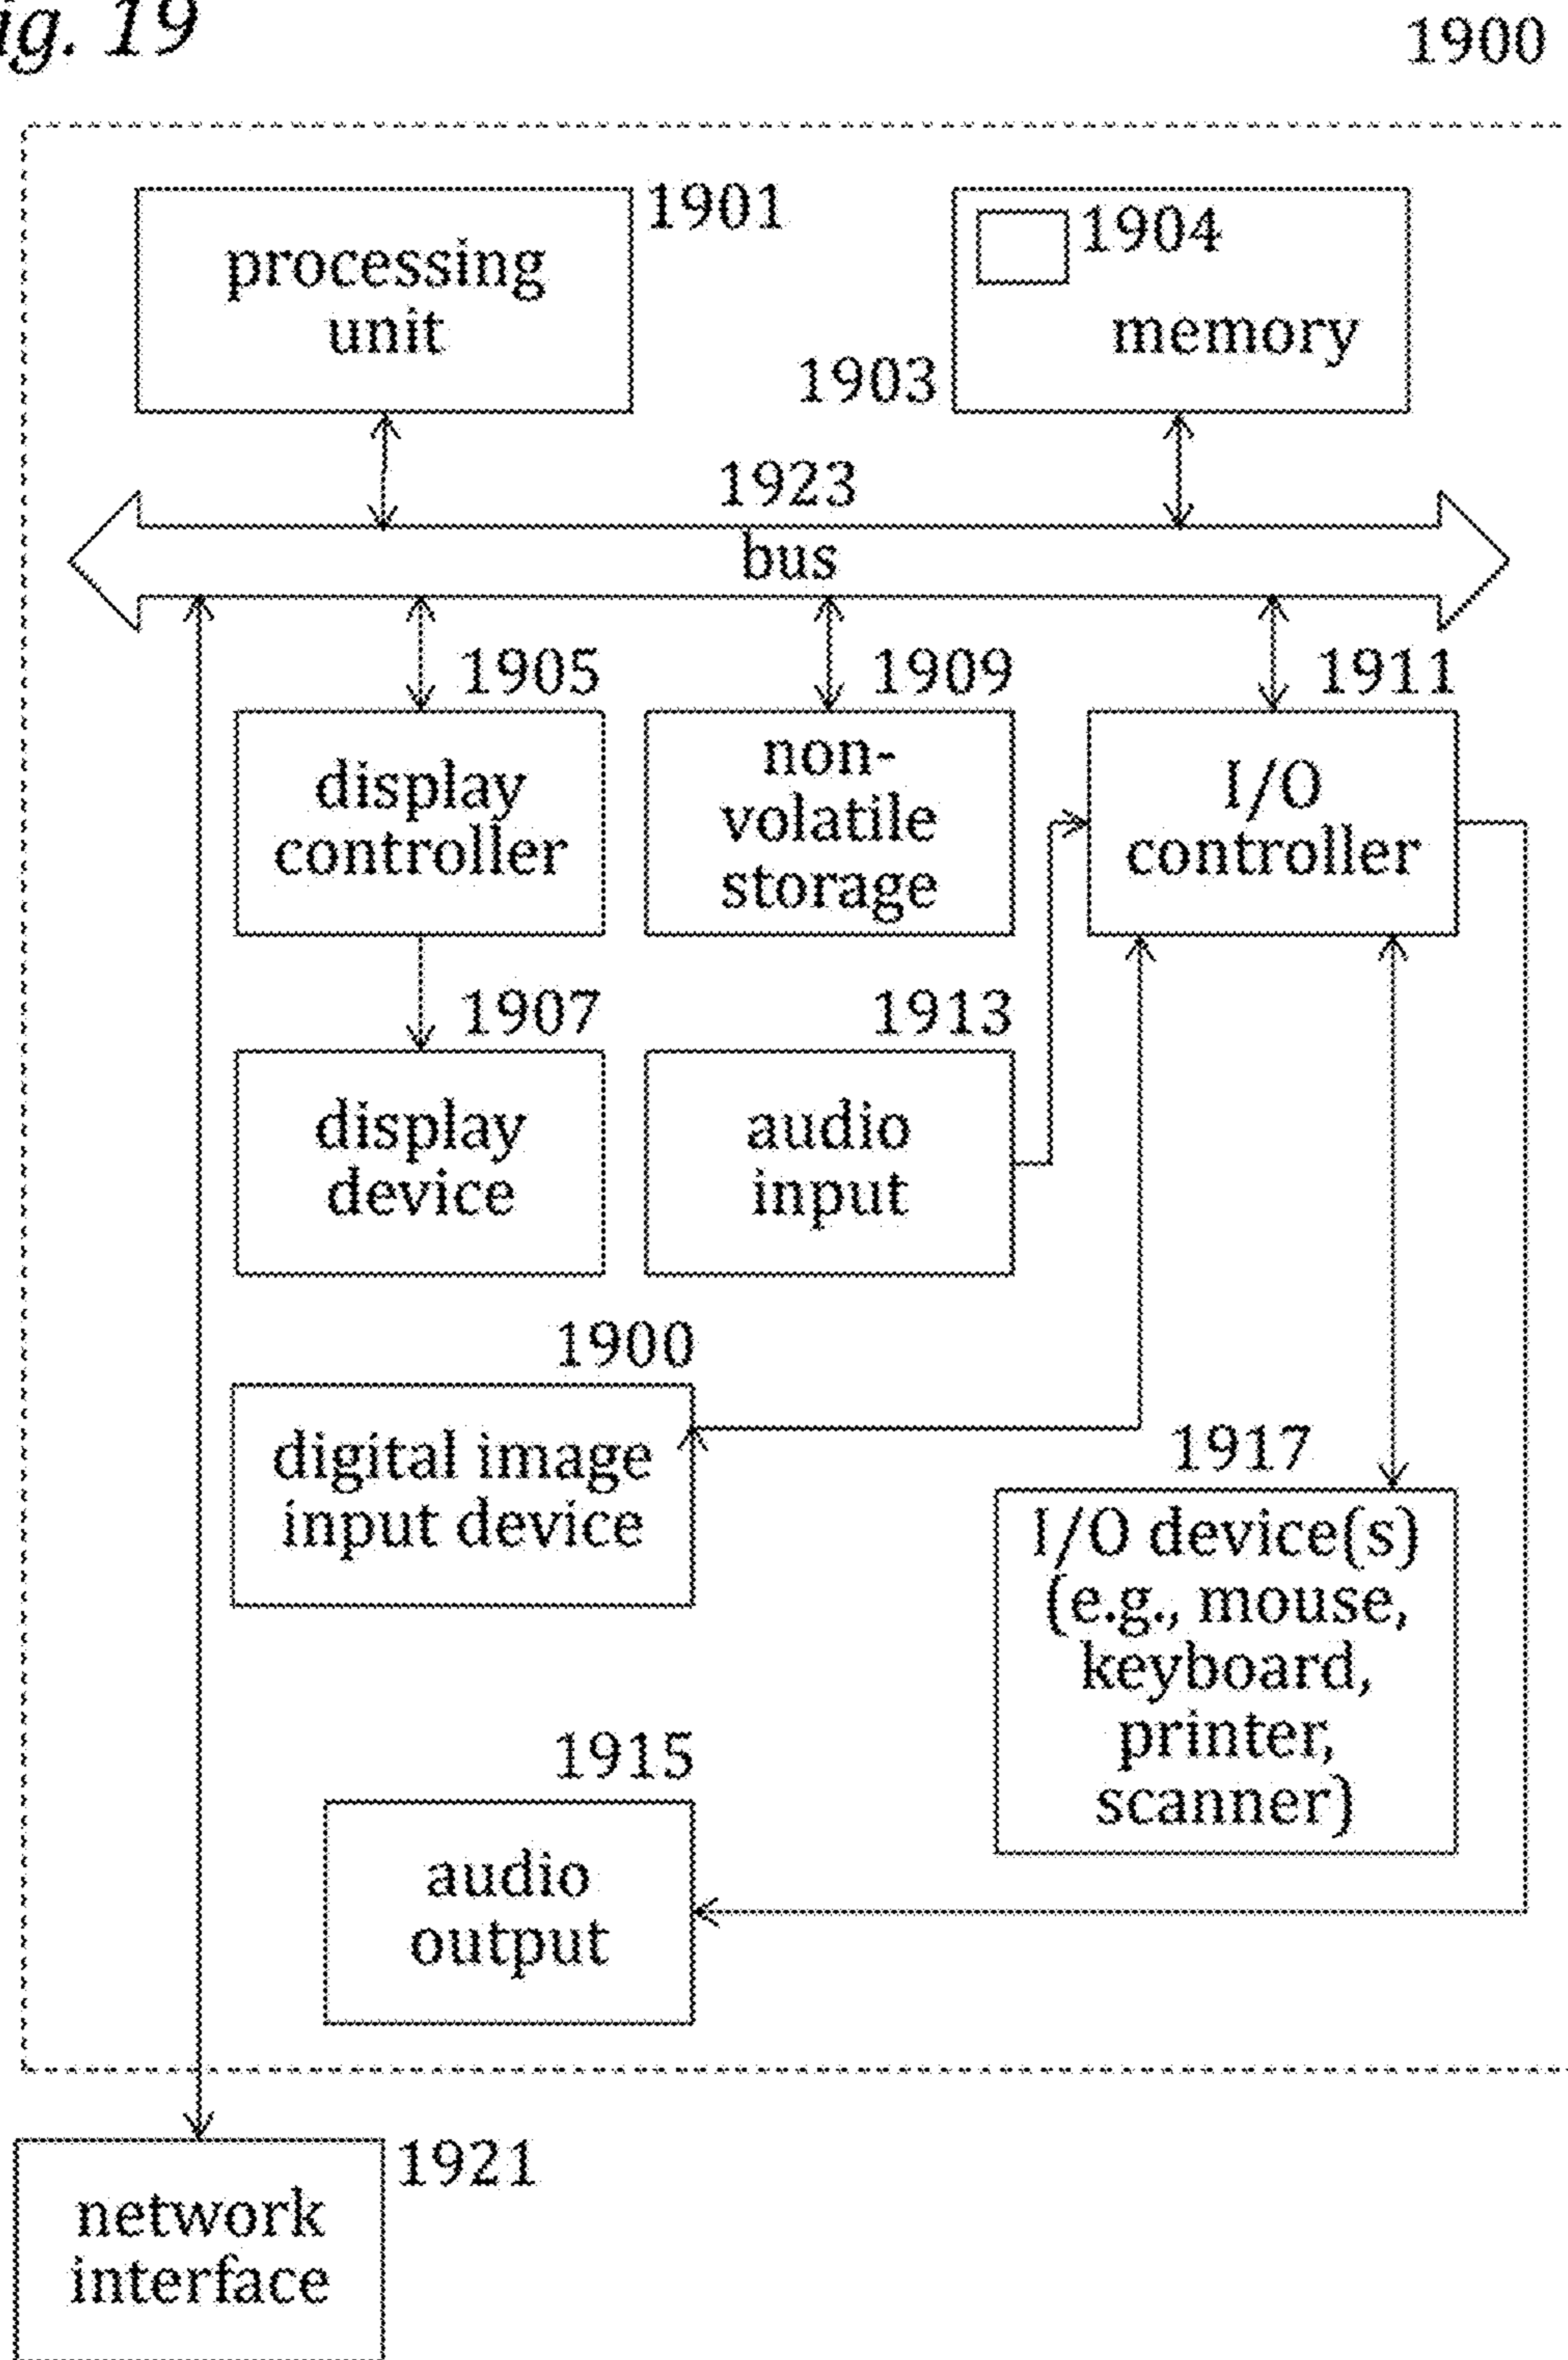 ig. 19
1900
processing
unit
1901
1904
memory
1903
1923
bus
1905
1909
1911
display
controller
non-
volatile
storage
I/O
controller
1907
1913
display
device
audio
input
1900
digital image
input device
1917
I/O device(s)
(e.g., mouse,
keyboard,
printer,
scanner)
1915
audio
output
1921
network
interface